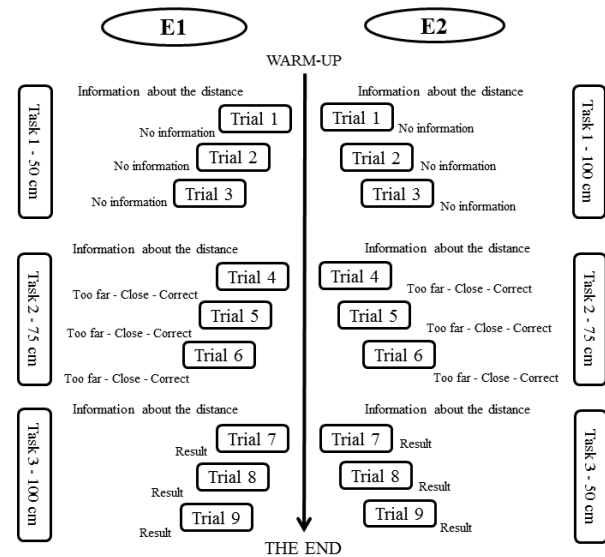 E1
E2
WARM-UP
Task 1 - 50 cm
Information about the distance
Trial 1
No information
Trial 2
No information
Trial 3
No information
Information about the distance
Trial 1
No information
Trial 2
No information
Trial 3
No information
Task 1 - 100 cm
Task 2 - 75 cm
Information about the distance
Trial 4
Too far - Close - Correct
Trial 5
Too far - Close - Correct
Trial 6
Too far - Close - Correct
Information about the distance
Trial 4
Too far - Close - Correct
Trial 5
Too far - Close - Correct
Trial 6
Too far - Close - Correct
Task 2 - 75 cm
Task 3 - 100 cm
Information about the distance
Trial 7
Result
Trial 8
Result
Trial 9
Result
Information about the distance
Trial 7
Result
Trial 8
Result
Trial 9
Result
Task 3 - 50 cm
THE END